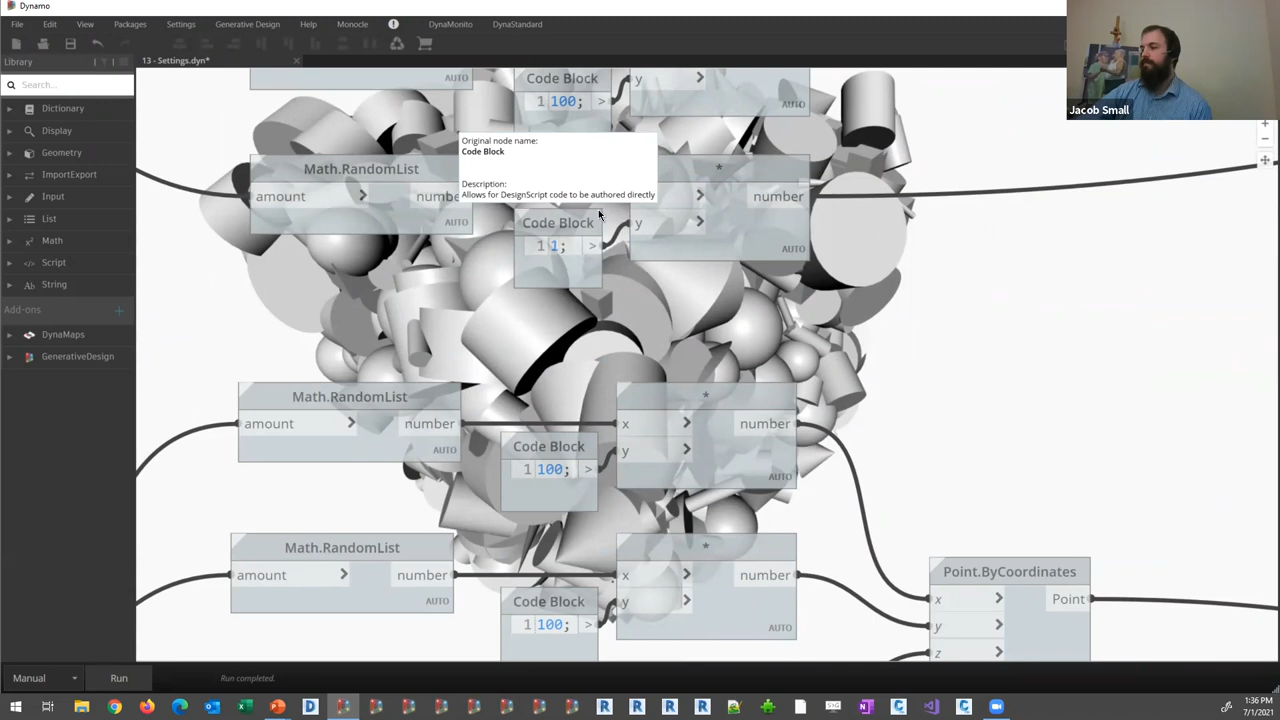 Dynamo
File Edit View Packages Settings Generative Design Help Monocle DynaMonito DynaStandard
Jacob Small
Library
13 - Settings.dyn*
Search...
Dictionary
Display
Geometry
ImportExport
Input
List
Math
Script
Ab String
Add-ons +
DynaMaps
GenerativeDesign
AUTO
Code Block
1 100; >
y >
AUTO
Original node name:
Code Block
Description:
Allows for DesignScript code to be authored directly
Math.RandomList
amount > numbe
AUTO
Code Block
1 1; >
*
> number
y >
AUTO
Math.RandomList
amount > number
AUTO
Code Block
1 100; >
*
x > number
y >
AUTO
Math.RandomList
amount > number
AUTO
Code Block
1 100; >
*
x > number
y >
AUTO
Point.ByCoordinates
x > Point
y >
z >
Manual Run Run completed.
1:36 PM
7/1/2021